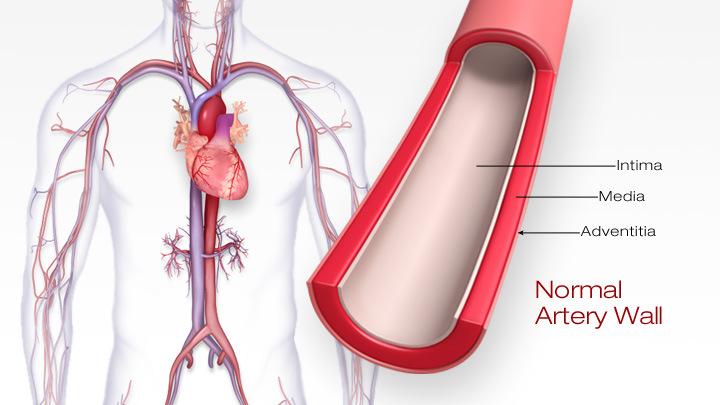 Intima
Media
Adventitia
Normal
Artery Wall